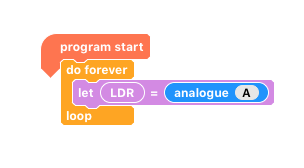 program start
do forever
let LDR = analogue A
loop